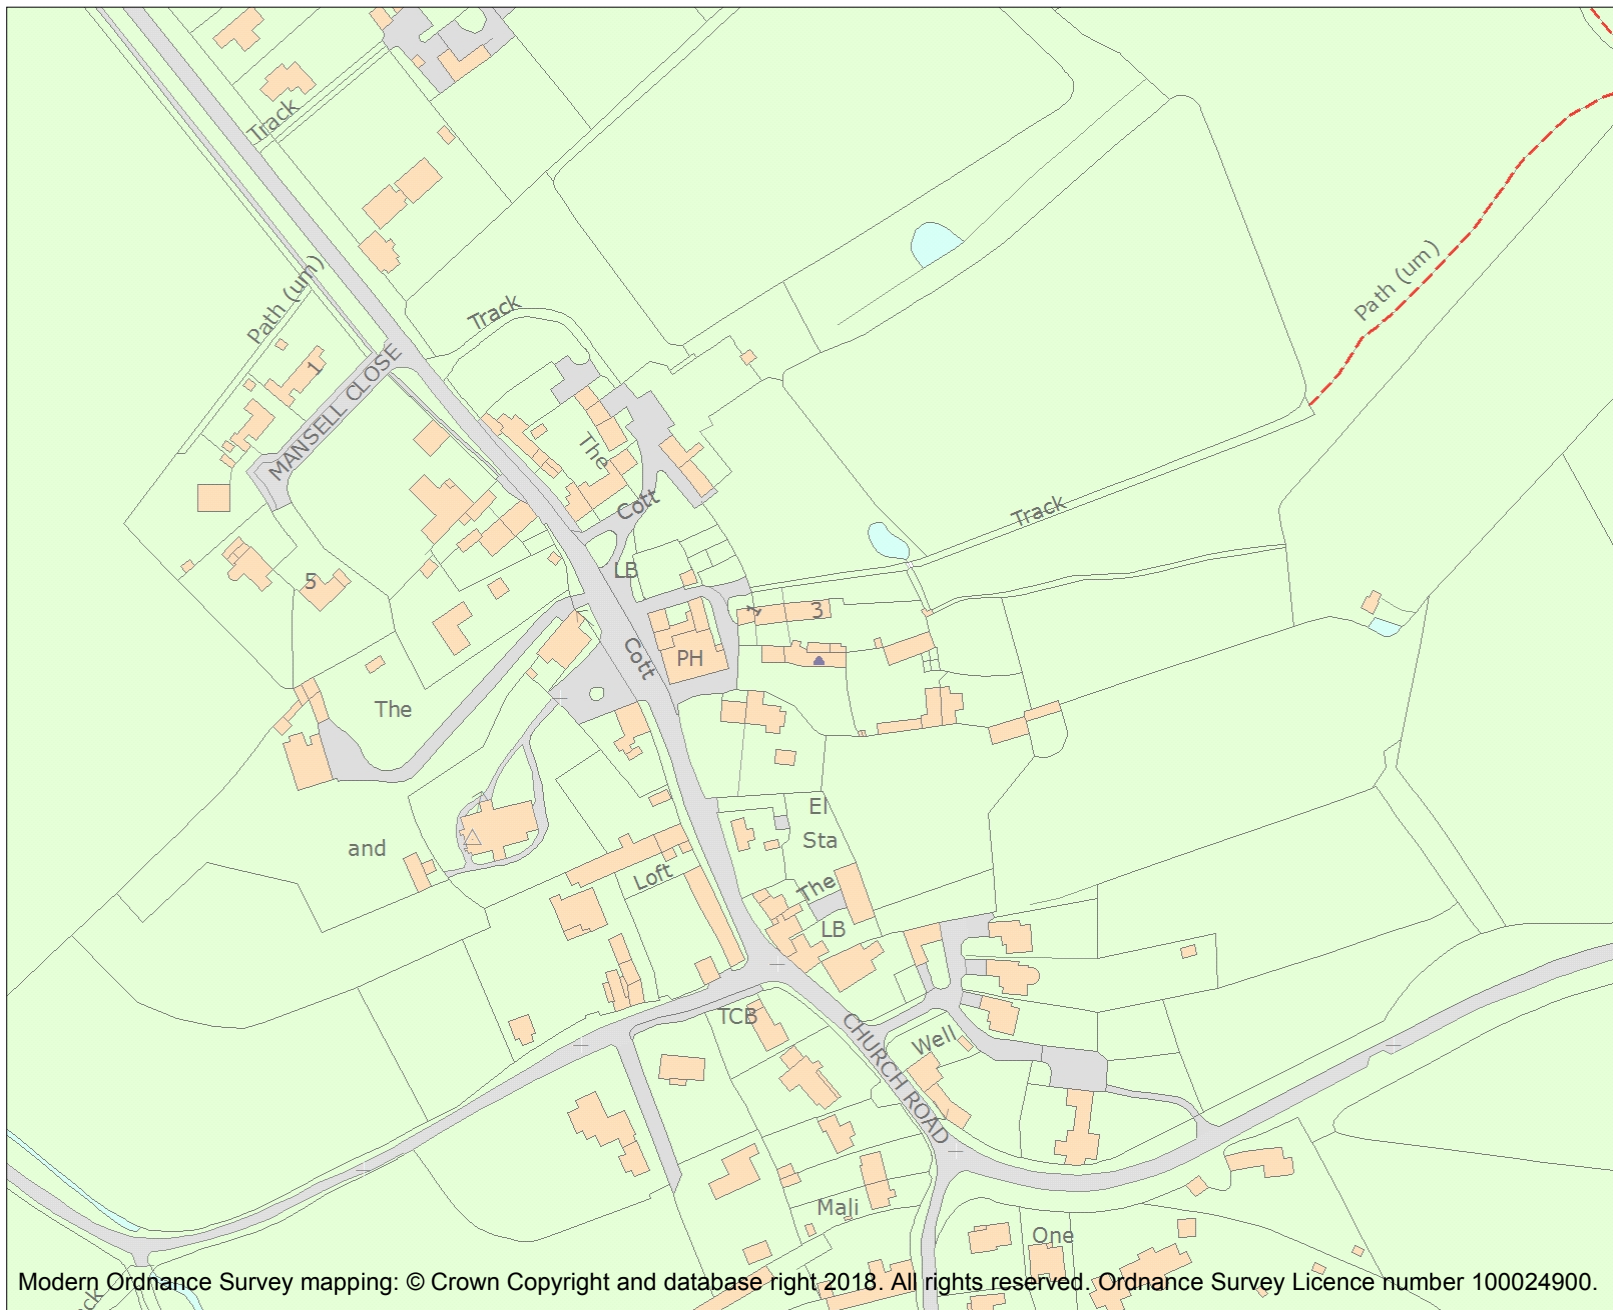 Track
Path (um)
Track
Path (um)
1
MANSELL CLOSE
The
Cott
Track
LB
5
3
Cott
PH
The
El
Sta
and
Loft
The
LB
TCB
CHURCH ROAD
Well
Mali
One
Modern Ordnance Survey mapping: © Crown Copyright and database right 2018. All rights reserved. Ordnance Survey Licence number 100024900.